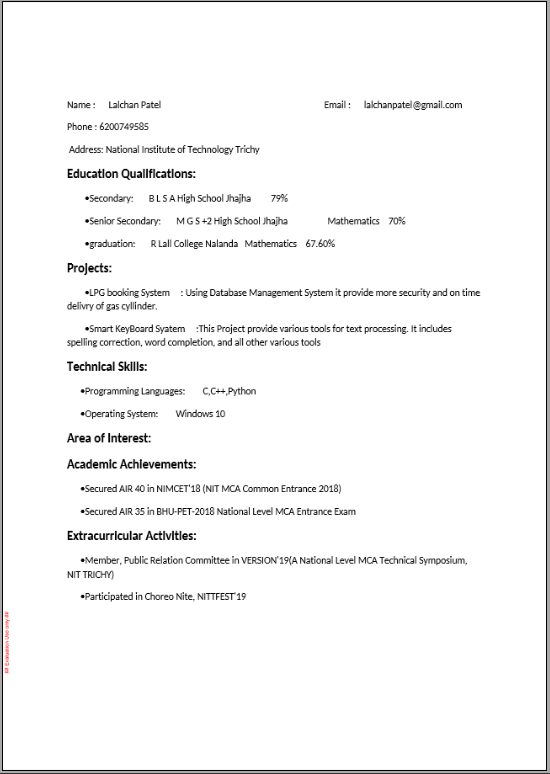 Name :     Lalchan Patel     Email :     lalchanpatel@gmail.com
Phone : 6200749585
Address: National Institute of Technology Trichy
Education Qualifications:
•Secondary:     B L S A High School Jhajha     79%
•Senior Secondary:     M G S +2 High School Jhajha     Mathematics   70%
•graduation:     R Lall College Nalanda   Mathematics   67.60%
Projects:
•LPG booking System    : Using Database Management System it provide more security and on time
delivry of gas cyllinder.
•Smart KeyBoard Syatem    :This Project provide various tools for text processing. It includes
spelling correction, word completion, and all other various tools
Technical Skills:
•Programming Languages:     C,C++,Python
•Operating System:     Windows 10
Area of Interest:
Academic Achievements:
•Secured AIR 40 in NIMCET'18 (NIT MCA Common Entrance 2018)
•Secured AIR 35 in BHU-PET-2018 National Level MCA Entrance Exam
Extracurricular Activities:
•Member, Public Relation Committee in VERSION'19(A National Level MCA Technical Symposium,
NIT TRICHY)
•Participated in Choreo Nite, NITTFEST'19
## Evaluation Use only ##